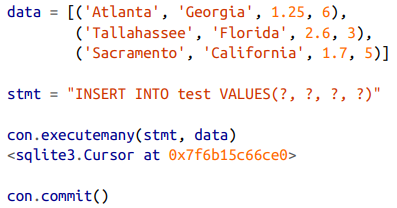 data = [('Atlanta', 'Georgia', 1.25, 6),
        ('Tallahassee', 'Florida', 2.6, 3),
        ('Sacramento', 'California', 1.7, 5)]
stmt = "INSERT INTO test VALUES(?, ?, ?, ?)"
con.executemany(stmt, data)
<sqlite3.Cursor at 0x7f6b15c66ce0>
con.commit()